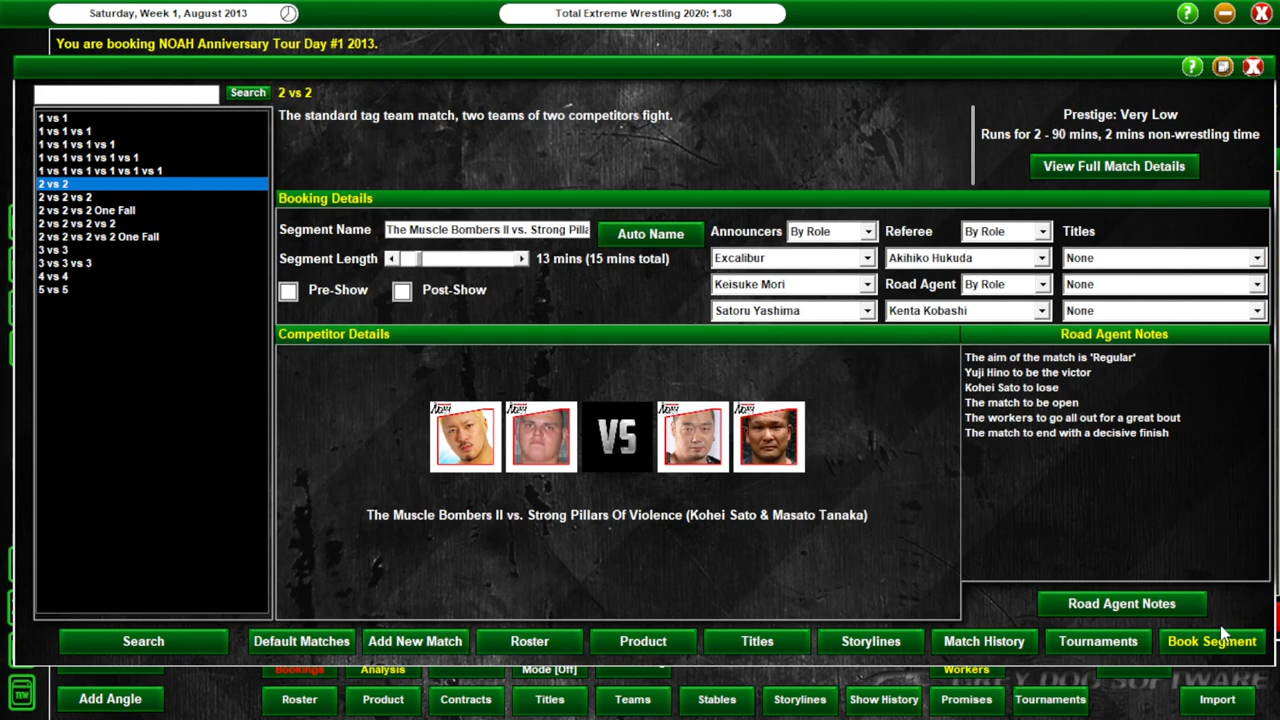 Saturday, Week 1, August 2013
Total Extreme Wrestling 2020: 1.38
You are booking NOAH Anniversary Tour Day #1 2013.
Search
2 vs 2
1 vs 1
1 vs 1 vs 1
1 vs 1 vs 1 vs 1
1 vs 1 vs 1 vs 1 vs 1
1 vs 1 vs 1 vs 1 vs 1 vs 1
2 vs 2
2 vs 2 vs 2
2 vs 2 vs 2 One Fall
2 vs 2 vs 2 vs 2
2 vs 2 vs 2 vs 2 One Fall
3 vs 3
3 vs 3 vs 3
4 vs 4
5 vs 5
The standard tag team match, two teams of two competitors fight.
Prestige: Very Low
Runs for 2 - 90 mins, 2 mins non-wrestling time
View Full Match Details
Booking Details
Segment Name
The Muscle Bombers II vs. Strong Pilla
Auto Name
Segment Length
13 mins (15 mins total)
Pre-Show
Post-Show
Announcers
By Role
Excalibur
Keisuke Mori
Satoru Yashima
Referee
By Role
Akihiko Hukuda
Road Agent
By Role
Kenta Kobashi
Titles
None
None
None
Competitor Details
NOAH
NOAH
VS
NOAH
NOAH
The Muscle Bombers II vs. Strong Pillars Of Violence (Kohei Sato & Masato Tanaka)
Road Agent Notes
The aim of the match is 'Regular'
Yuji Hino to be the victor
Kohei Sato to lose
The match to be open
The workers to go all out for a great bout
The match to end with a decisive finish
Road Agent Notes
Search
Default Matches
Add New Match
Roster
Product
Titles
Storylines
Match History
Tournaments
Book Segment
Bookings
Analysis
Mode [Off]
Workers
TEW
Add Angle
Roster
Product
Contracts
Titles
Teams
Stables
Storylines
Show History
Promises
Tournaments
Import